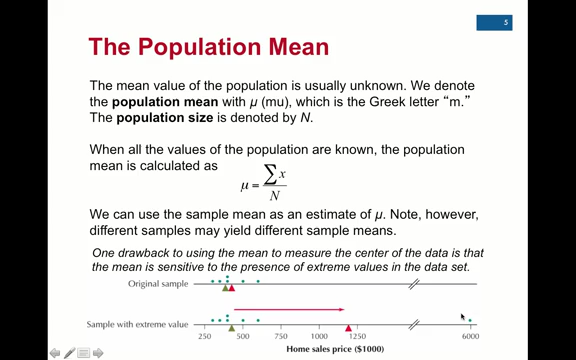 5
The Population Mean
The mean value of the population is usually unknown. We denote
the population mean with μ (mu), which is the Greek letter “m.”
The population size is denoted by N.
When all the values of the population are known, the population
mean is calculated as
μ = ∑x / N
We can use the sample mean as an estimate of μ. Note, however,
different samples may yield different sample means.
One drawback to using the mean to measure the center of the data is that
the mean is sensitive to the presence of extreme values in the data set.
Original sample
Sample with extreme value
250 500 750 1000 1250 6000
Home sales price ($1000)